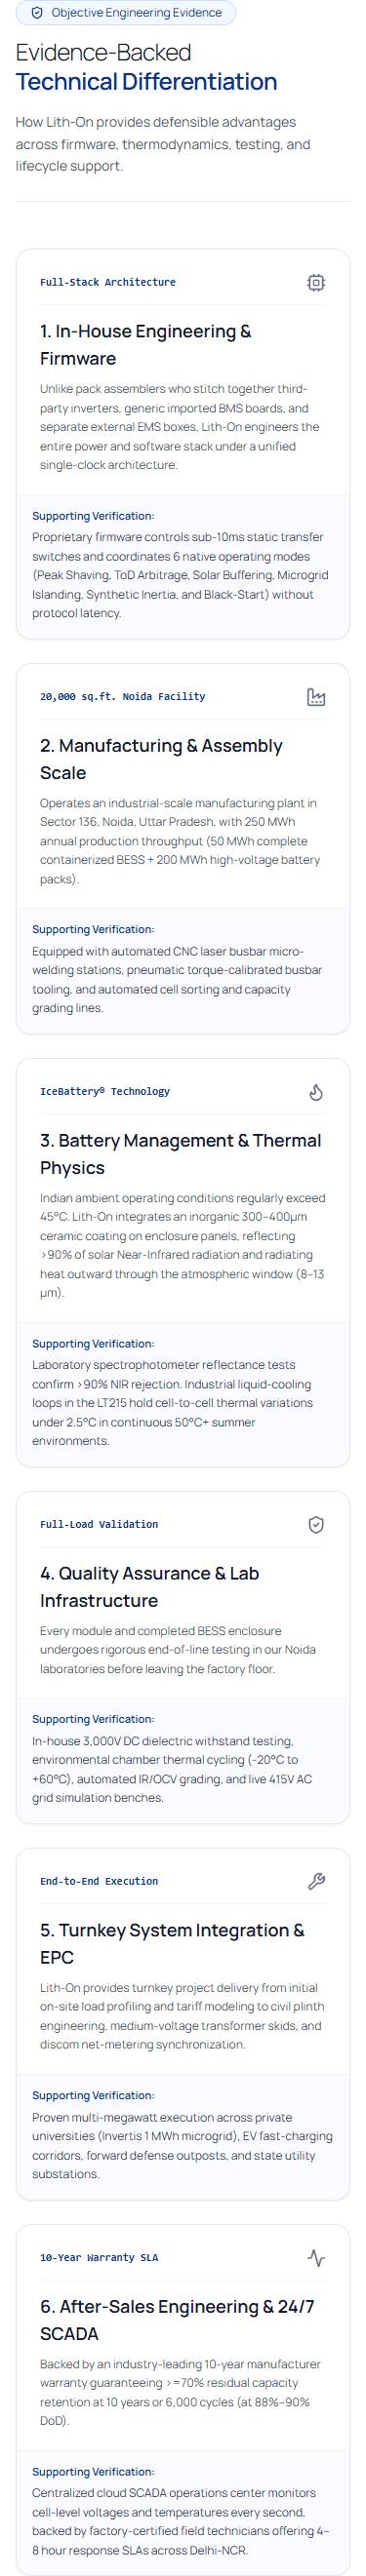 Objective Engineering Evidence
Evidence-Backed
Technical Differentiation
How Lith-On provides defensible advantages
across firmware, thermodynamics, testing, and
lifecycle support.
Full-Stack Architecture
1. In-House Engineering &
Firmware
Unlike pack assemblers who stitch together third-
party inverters, generic imported BMS boards, and
separate external EMS boxes, Lith-On engineers the
entire power and software stack under a unified
single-clock architecture.
Supporting Verification:
Proprietary firmware controls sub-10ms static transfer
switches and coordinates 6 native operating modes
(Peak Shaving, ToD Arbitrage, Solar Buffering, Microgrid
Islanding, Synthetic Inertia, and Black-Start) without
protocol latency.
20,000 sq.ft. Noida Facility
2. Manufacturing & Assembly
Scale
Operates an industrial-scale manufacturing plant in
Sector 136, Noida, Uttar Pradesh, with 250 MWh
annual production throughput (50 MWh complete
containerized BESS + 200 MWh high-voltage battery
packs).
Supporting Verification:
Equipped with automated CNC laser busbar micro-
welding stations, pneumatic torque-calibrated busbar
tooling, and automated cell sorting and capacity
grading lines.
IceBattery® Technology
3. Battery Management & Thermal
Physics
Indian ambient operating conditions regularly exceed
45°C. Lith-On integrates an inorganic 300–400μm
ceramic coating on enclosure panels, reflecting
>90% of solar Near-Infrared radiation and radiating
heat outward through the atmospheric window (8–13
μm).
Supporting Verification:
Laboratory spectrophotometer reflectance tests
confirm >90% NIR rejection. Industrial liquid-cooling
loops in the LT215 hold cell-to-cell thermal variations
under 2.5°C in continuous 50°C+ summer
environments.
Full-Load Validation
4. Quality Assurance & Lab
Infrastructure
Every module and completed BESS enclosure
undergoes rigorous end-of-line testing in our Noida
laboratories before leaving the factory floor.
Supporting Verification:
In-house 3,000V DC dielectric withstand testing,
environmental chamber thermal cycling (-20°C to
+60°C), automated IR/OCV grading, and live 415V AC
grid simulation benches.
End-to-End Execution
5. Turnkey System Integration &
EPC
Lith-On provides turnkey project delivery from initial
on-site load profiling and tariff modeling to civil plinth
engineering, medium-voltage transformer skids, and
discom net-metering synchronization.
Supporting Verification:
Proven multi-megawatt execution across private
universities (Invertis 1 MWh microgrid), EV fast-charging
corridors, forward defense outposts, and state utility
substations.
10-Year Warranty SLA
6. After-Sales Engineering & 24/7
SCADA
Backed by an industry-leading 10-year manufacturer
warranty guaranteeing >=70% residual capacity
retention at 10 years or 6,000 cycles (at 88%–90%
DoD).
Supporting Verification:
Centralized cloud SCADA operations center monitors
cell-level voltages and temperatures every second,
backed by factory-certified field technicians offering 4–
8 hour response SLAs across Delhi-NCR.